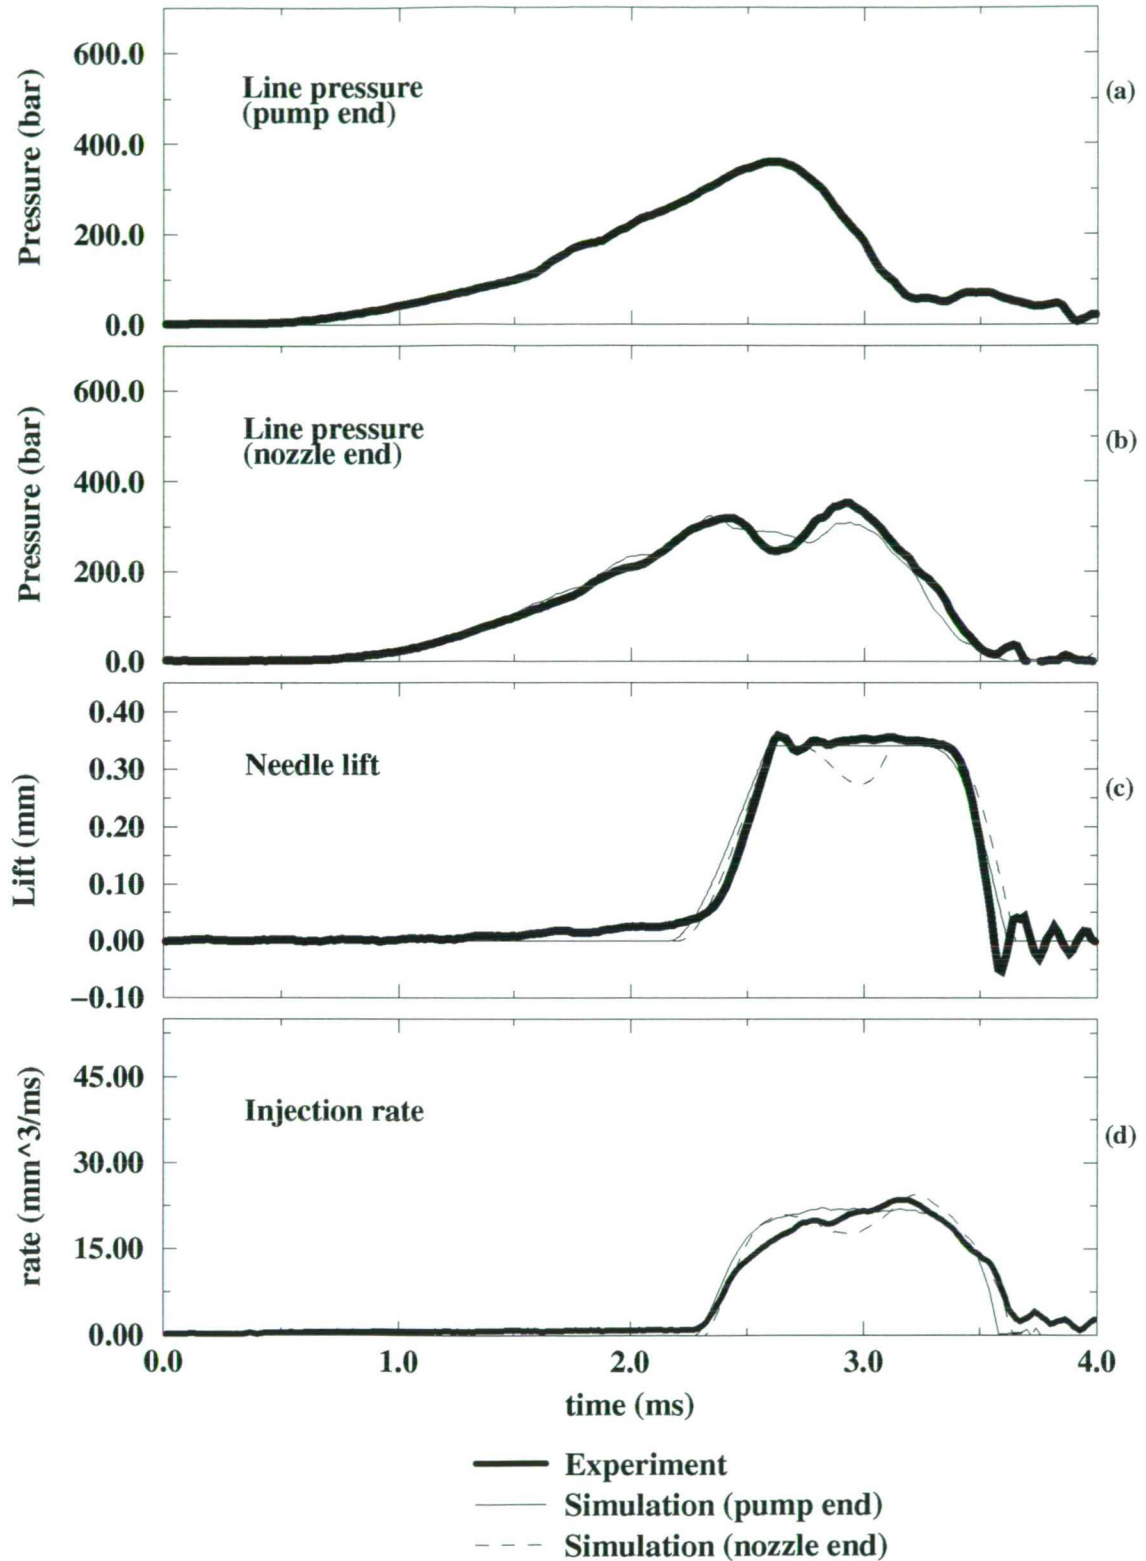 600.0
400.0
200.0
0.0
Pressure (bar)
Line pressure
(pump end)
(a)
600.0
400.0
200.0
0.0
Pressure (bar)
Line pressure
(nozzle end)
(b)
0.40
0.30
0.20
0.10
0.00
−0.10
Lift (mm)
Needle lift
(c)
45.00
30.00
15.00
0.00
rate (mm^3/ms)
Injection rate
(d)
0.0 1.0 2.0 3.0 4.0
time (ms)
Experiment
Simulation (pump end)
Simulation (nozzle end)